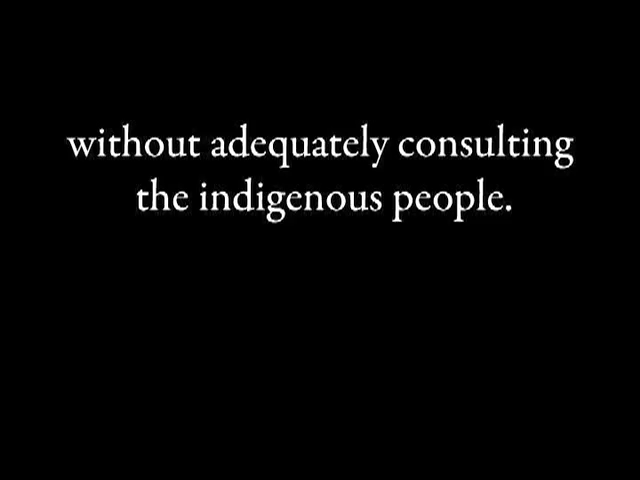 without adequately consulting
the indigenous people.